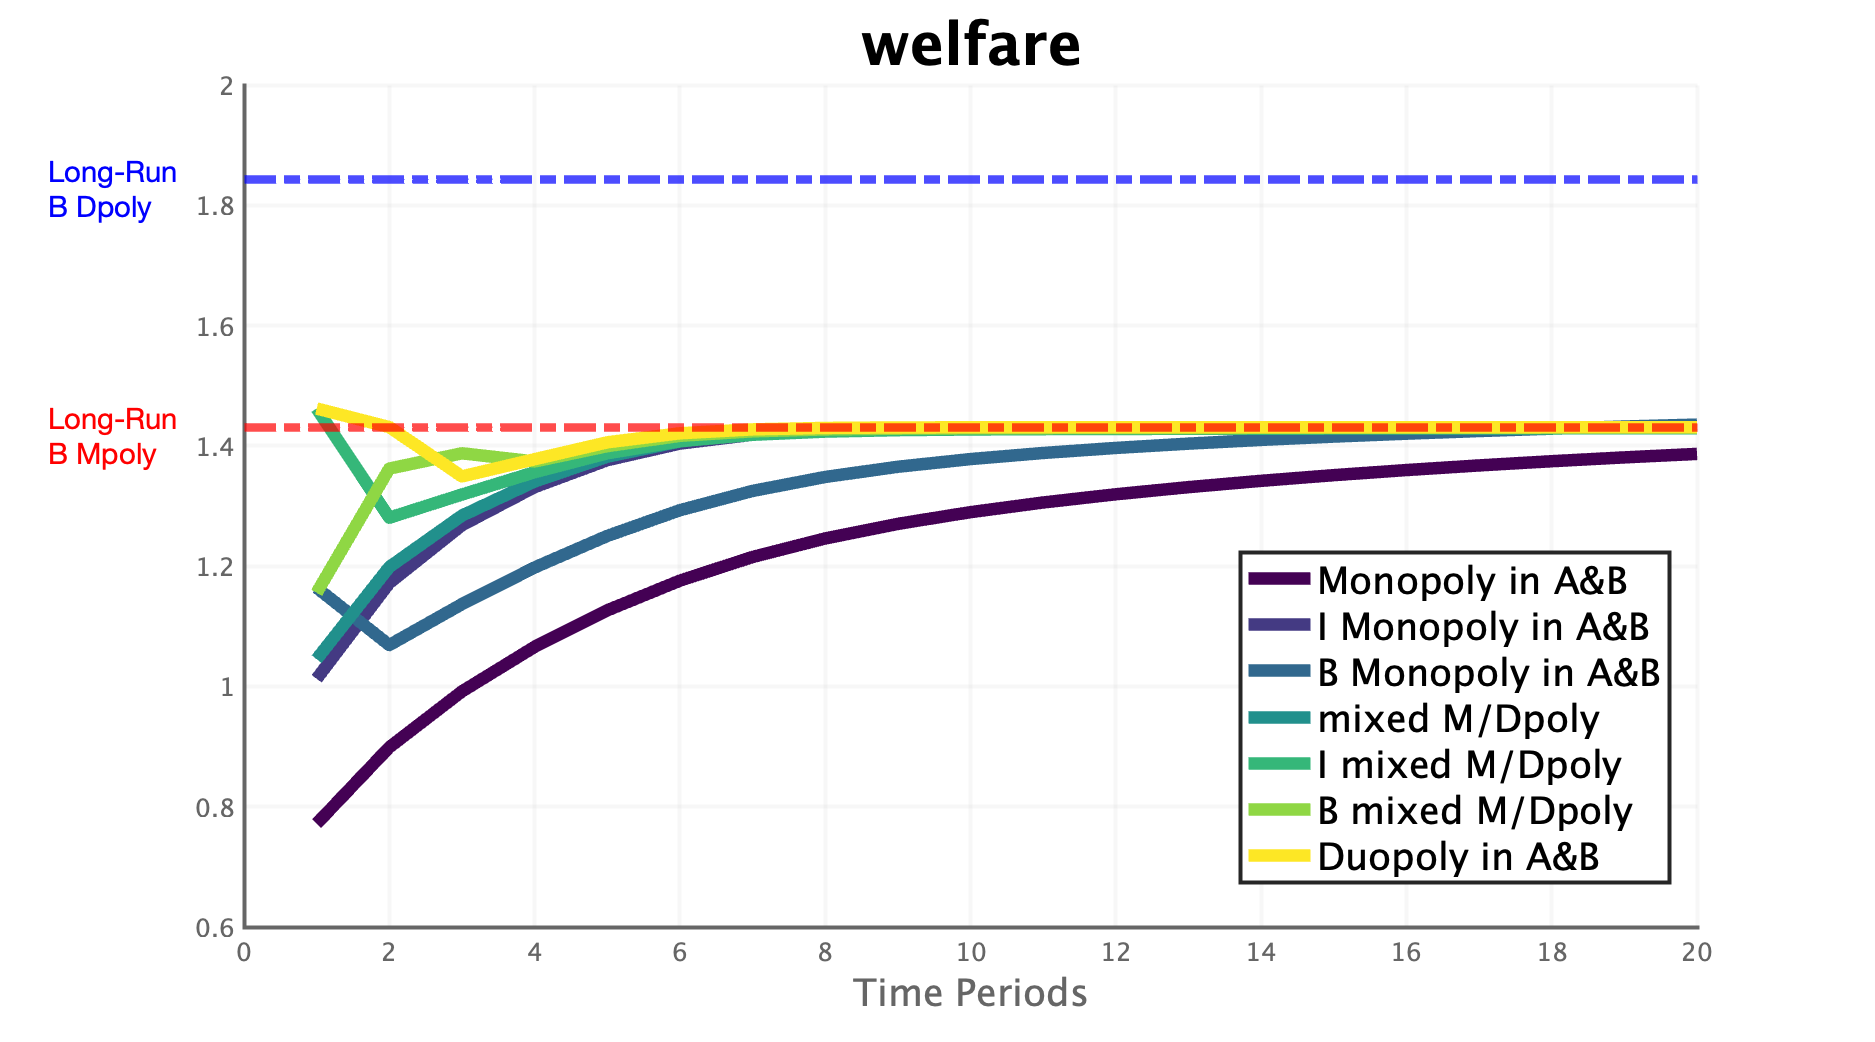 welfare
2
Long-Run
B Dpoly
1.8
1.6
Long-Run
B Mpoly
1.4
1.2
1
0.8
0.6
Monopoly in A&B
I Monopoly in A&B
B Monopoly in A&B
mixed M/Dpoly
I mixed M/Dpoly
B mixed M/Dpoly
Duopoly in A&B
0 2 4 6 8 10 12 14 16 18 20
Time Periods